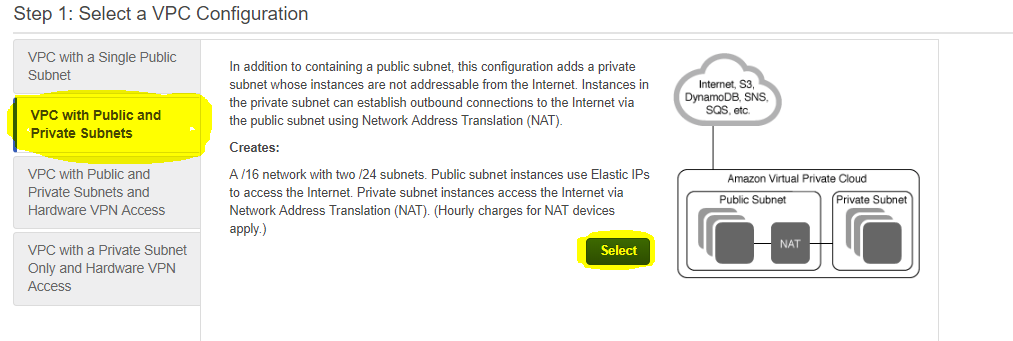 Step 1: Select a VPC Configuration
VPC with a Single Public
Subnet
VPC with Public and
Private Subnets
VPC with Public and
Private Subnets and
Hardware VPN Access
VPC with a Private Subnet
Only and Hardware VPN
Access
In addition to containing a public subnet, this configuration adds a private
subnet whose instances are not addressable from the Internet. Instances in
the private subnet can establish outbound connections to the Internet via
the public subnet using Network Address Translation (NAT).
Creates:
A /16 network with two /24 subnets. Public subnet instances use Elastic IPs
to access the Internet. Private subnet instances access the Internet via
Network Address Translation (NAT). (Hourly charges for NAT devices
apply.)
Select
Internet, S3,
DynamoDB, SNS,
SQS, etc.
Amazon Virtual Private Cloud
Public Subnet
Private Subnet
NAT